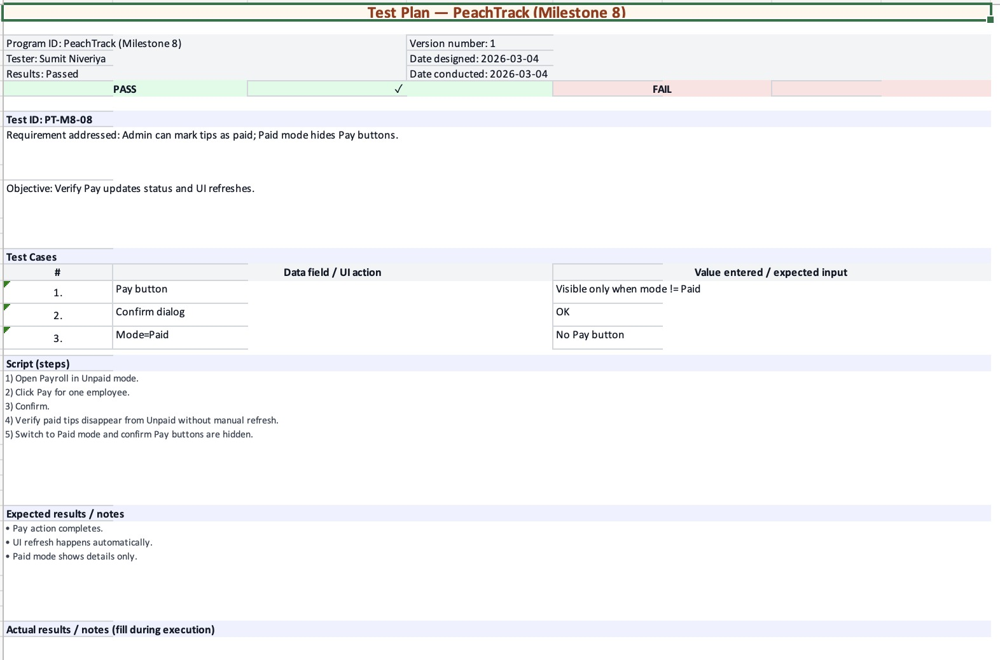 Test Plan — PeachTrack (Milestone 8)
Program ID: PeachTrack (Milestone 8)
Version number: 1
Tester: Sumit Niveriya
Date designed: 2026-03-04
Results: Passed
Date conducted: 2026-03-04
PASS ✓ FAIL
Test ID: PT-M8-08
Requirement addressed: Admin can mark tips as paid; Paid mode hides Pay buttons.
Objective: Verify Pay updates status and UI refreshes.
Test Cases
# Data field / UI action Value entered / expected input
1. Pay button Visible only when mode != Paid
2. Confirm dialog OK
3. Mode=Paid No Pay button
Script (steps)
1) Open Payroll in Unpaid mode.
2) Click Pay for one employee.
3) Confirm.
4) Verify paid tips disappear from Unpaid without manual refresh.
5) Switch to Paid mode and confirm Pay buttons are hidden.
Expected results / notes
• Pay action completes.
• UI refresh happens automatically.
• Paid mode shows details only.
Actual results / notes (fill during execution)